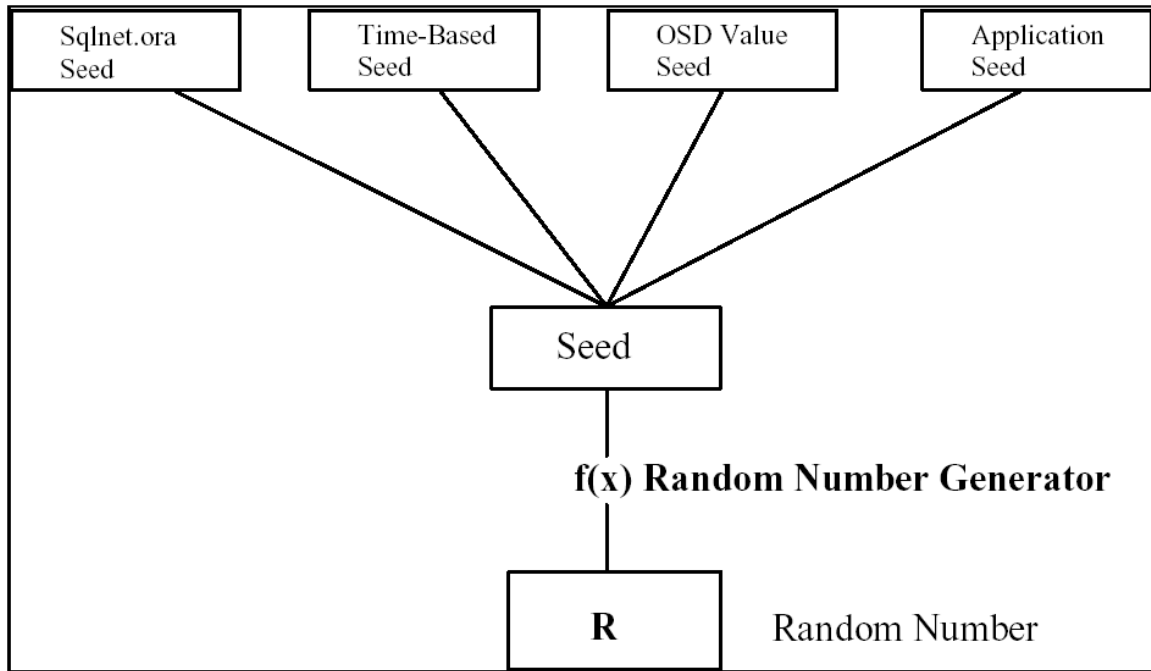 Sqlnet.ora
Seed
Time-Based
Seed
OSD Value
Seed
Application
Seed
Seed
f(x) Random Number Generator
R
Random Number